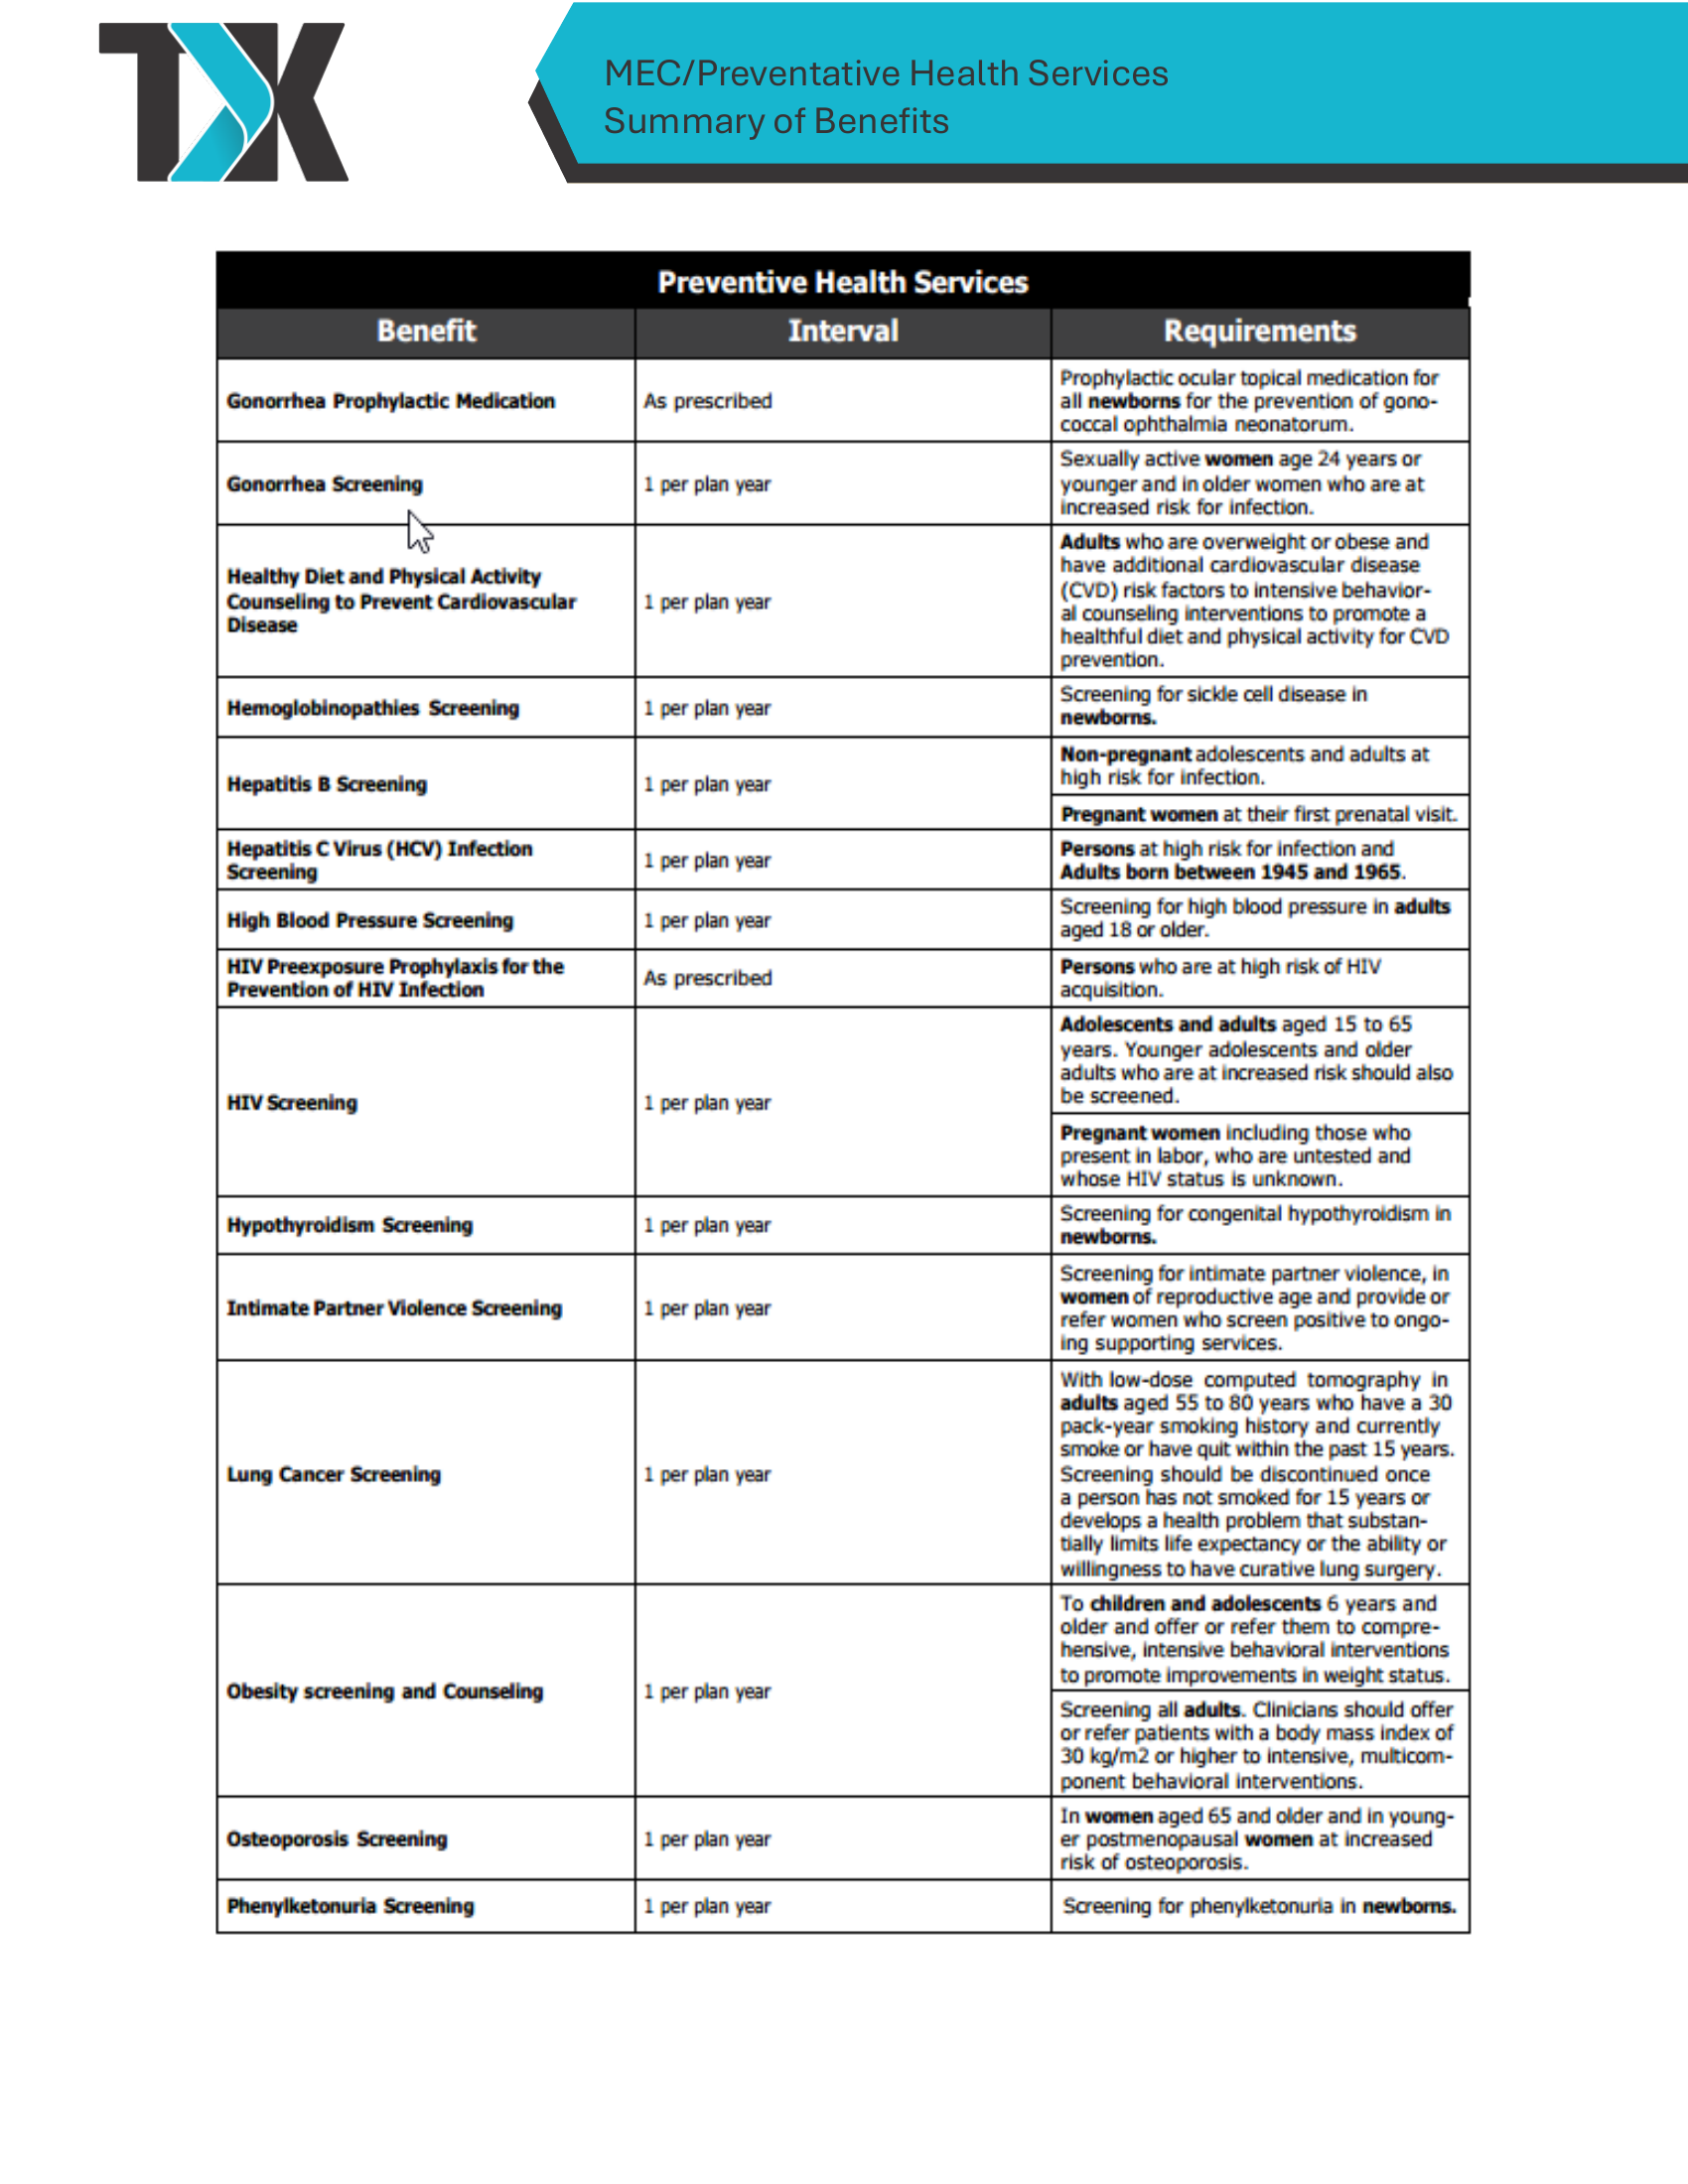 TXK
MEC/Preventative Health Services
Summary of Benefits
Preventive Health Services
Benefit Interval Requirements
Gonorrhea Prophylactic Medication
As prescribed
Prophylactic ocular topical medication for
all newborns for the prevention of gono-
coccal ophthalmia neonatorum.
Gonorrhea Screening
1 per plan year
Sexually active women age 24 years or
younger and in older women who are at
increased risk for infection.
Healthy Diet and Physical Activity
Counseling to Prevent Cardiovascular
Disease
1 per plan year
Adults who are overweight or obese and
have additional cardiovascular disease
(CVD) risk factors to intensive behavior-
al counseling interventions to promote a
healthful diet and physical activity for CVD
prevention.
Hemoglobinopathies Screening
1 per plan year
Screening for sickle cell disease in
newborns.
Hepatitis B Screening
1 per plan year
Non-pregnant adolescents and adults at
high risk for infection.
Pregnant women at their first prenatal visit.
Hepatitis C Virus (HCV) Infection
Screening
1 per plan year
Persons at high risk for infection and
Adults born between 1945 and 1965.
High Blood Pressure Screening
1 per plan year
Screening for high blood pressure in adults
aged 18 or older.
HIV Preexposure Prophylaxis for the
Prevention of HIV Infection
As prescribed
Persons who are at high risk of HIV
acquisition.
HIV Screening
1 per plan year
Adolescents and adults aged 15 to 65
years. Younger adolescents and older
adults who are at increased risk should also
be screened.
Pregnant women including those who
present in labor, who are untested and
whose HIV status is unknown.
Hypothyroidism Screening
1 per plan year
Screening for congenital hypothyroidism in
newborns.
Intimate Partner Violence Screening
1 per plan year
Screening for intimate partner violence, in
women of reproductive age and provide or
refer women who screen positive to ongo-
ing supporting services.
Lung Cancer Screening
1 per plan year
With low-dose computed tomography in
adults aged 55 to 80 years who have a 30
pack-year smoking history and currently
smoke or have quit within the past 15 years.
Screening should be discontinued once
a person has not smoked for 15 years or
develops a health problem that substan-
tially limits life expectancy or the ability or
willingness to have curative lung surgery.
Obesity screening and Counseling
1 per plan year
To children and adolescents 6 years and
older and offer or refer them to compre-
hensive, intensive behavioral interventions
to promote improvements in weight status.
Screening all adults. Clinicians should offer
or refer patients with a body mass index of
30 kg/m2 or higher to intensive, multicom-
ponent behavioral interventions.
Osteoporosis Screening
1 per plan year
In women aged 65 and older and in young-
er postmenopausal women at increased
risk of osteoporosis.
Phenylketonuria Screening
1 per plan year
Screening for phenylketonuria in newborns.